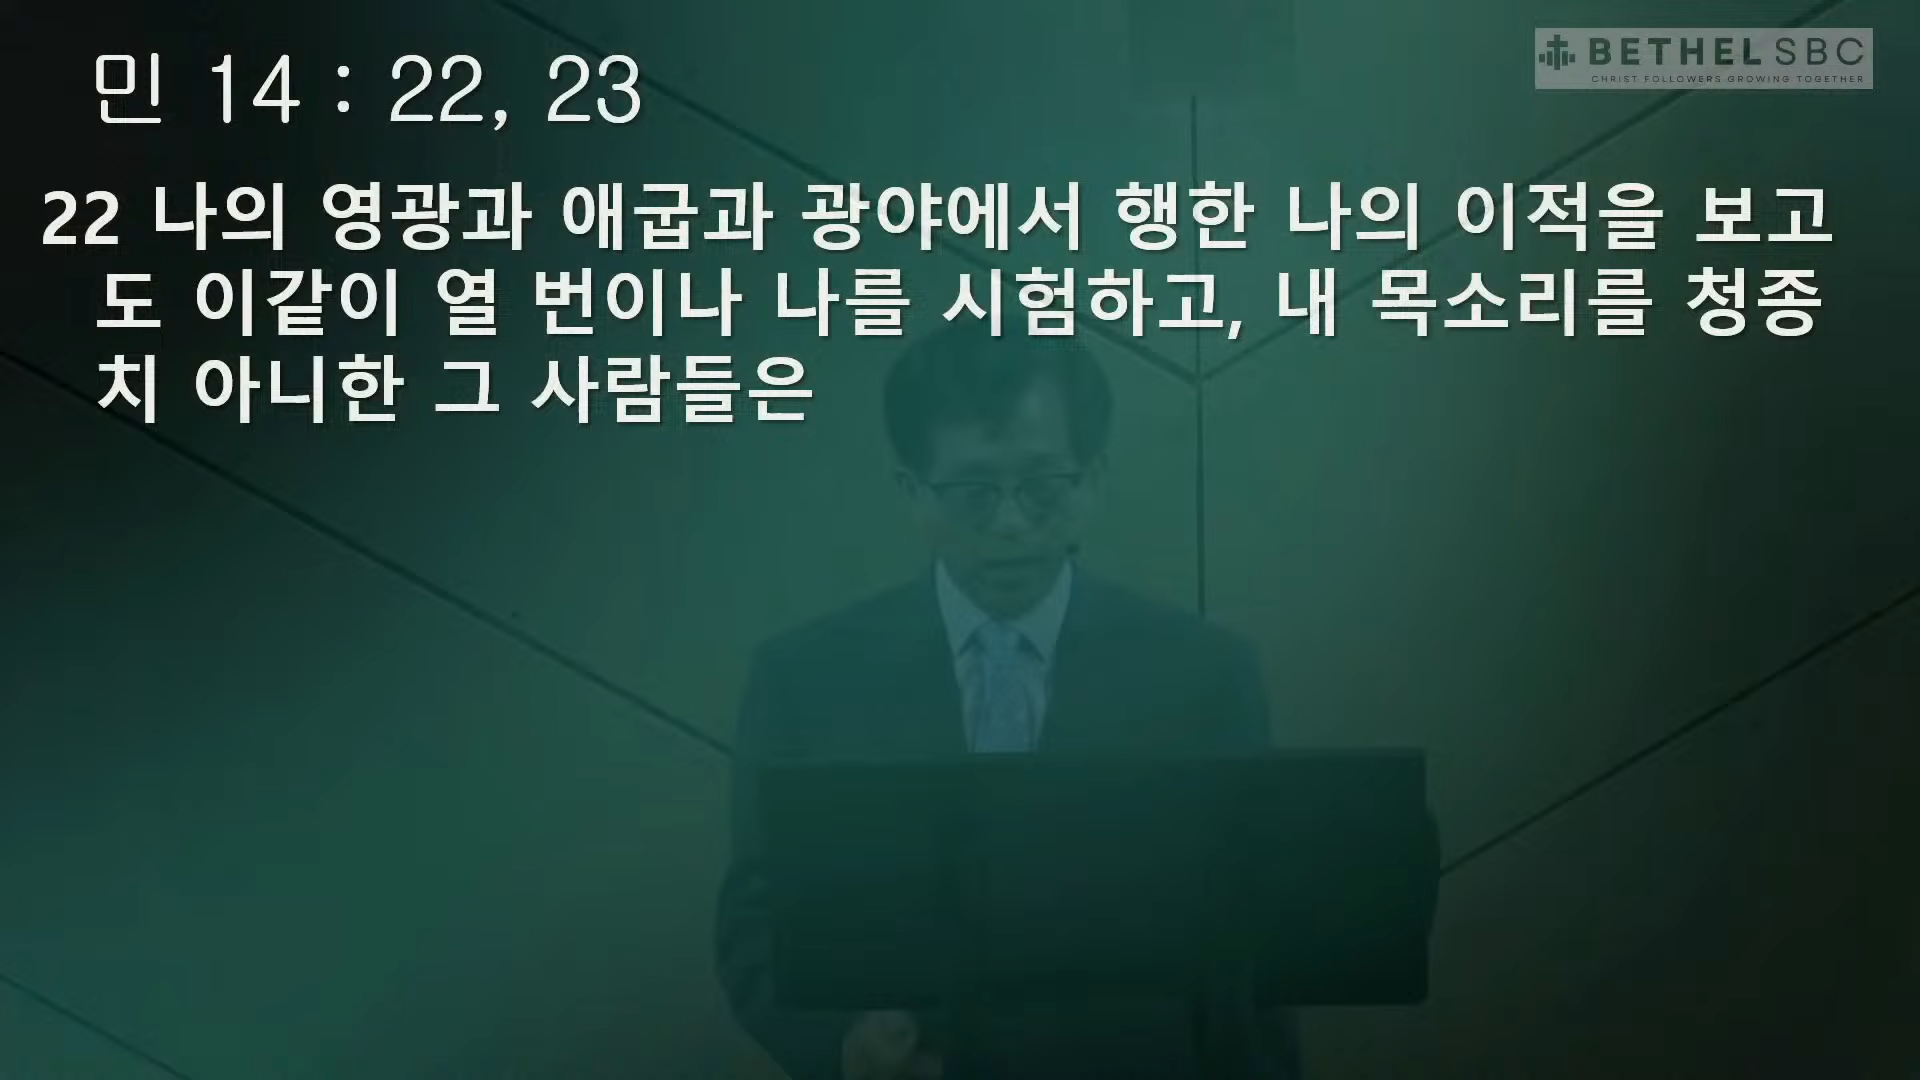 민 14 : 22, 23
BETHEL SBC
CHRIST FOLLOWERS GROWING TOGETHER
22 나의 영광과 애굽과 광야에서 행한 나의 이적을 보고
도 이같이 열 번이나 나를 시험하고, 내 목소리를 청종
치 아니한 그 사람들은